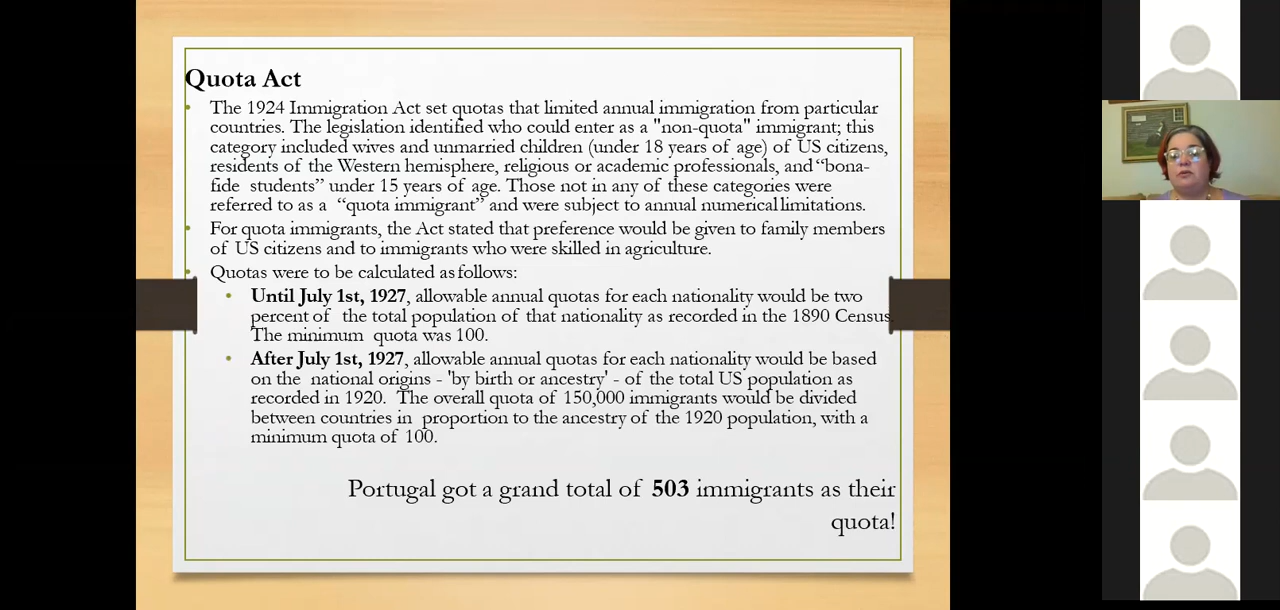 Quota Act
• The 1924 Immigration Act set quotas that limited annual immigration from particular
countries. The legislation identified who could enter as a "non-quota" immigrant; this
category included wives and unmarried children (under 18 years of age) of US citizens,
residents of the Western hemisphere, religious or academic professionals, and “bona-
fide students” under 15 years of age. Those not in any of these categories were
referred to as a “quota immigrant” and were subject to annual numerical limitations.
• For quota immigrants, the Act stated that preference would be given to family members
of US citizens and to immigrants who were skilled in agriculture.
• Quotas were to be calculated as follows:
• Until July 1st, 1927, allowable annual quotas for each nationality would be two
percent of the total population of that nationality as recorded in the 1890 Census.
The minimum quota was 100.
• After July 1st, 1927, allowable annual quotas for each nationality would be based
on the national origins - 'by birth or ancestry' - of the total US population as
recorded in 1920. The overall quota of 150,000 immigrants would be divided
between countries in proportion to the ancestry of the 1920 population, with a
minimum quota of 100.
Portugal got a grand total of 503 immigrants as their
quota!